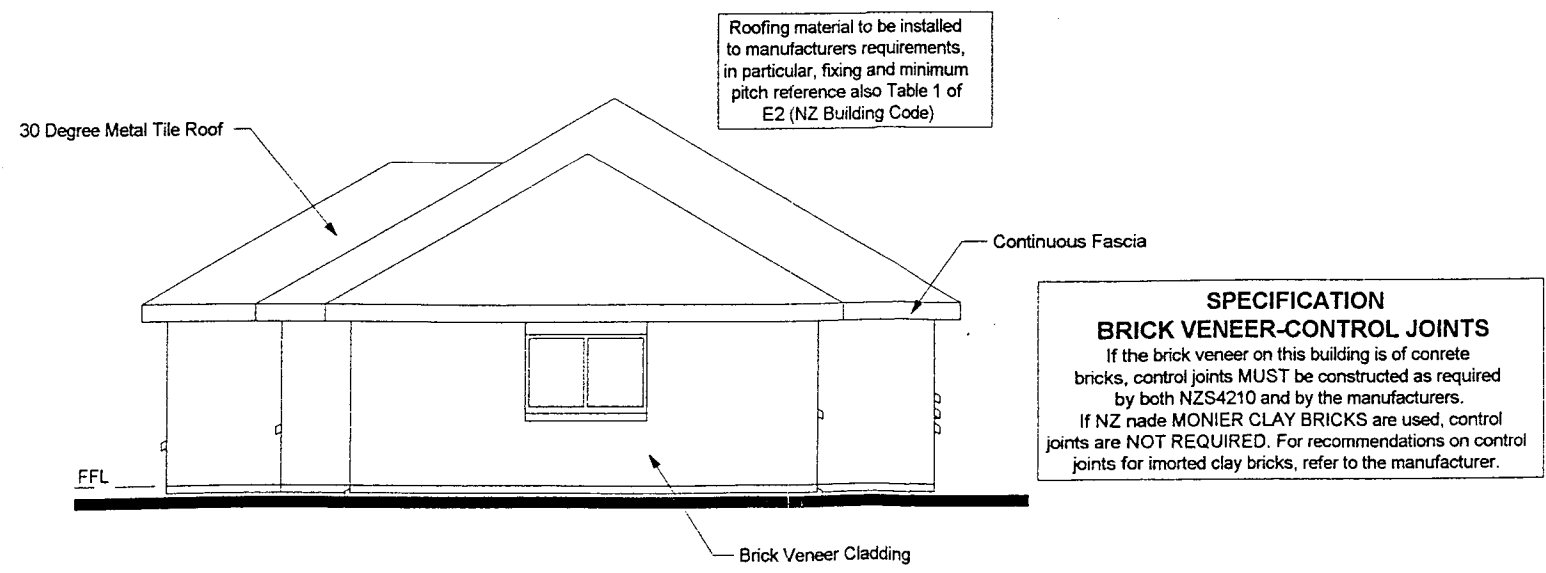 Roofing material to be installed
to manufacturers requirements,
in particular, fixing and minimum
pitch reference also Table 1 of
E2 (NZ Building Code)
30 Degree Metal Tile Roof
Continuous Fascia
SPECIFICATION
BRICK VENEER-CONTROL JOINTS
If the brick veneer on this building is of conrete
bricks, control joints MUST be constructed as required
by both NZS4210 and by the manufacturers.
If NZ nade MONIER CLAY BRICKS are used, control
joints are NOT REQUIRED. For recommendations on control
joints for imorted clay bricks, refer to the manufacturer.
FFL
Brick Veneer Cladding